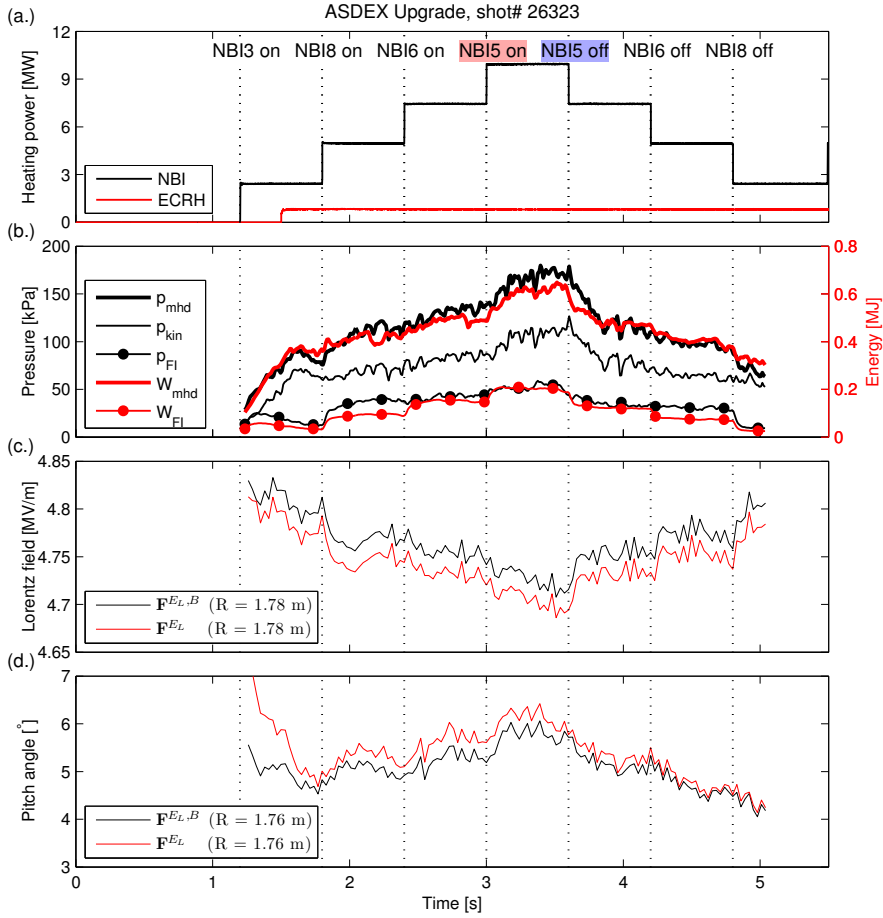 ASDEX Upgrade, shot# 26323
(a.)
12
9
6
3
0
Heating power [MW]
NBI3 on NBI8 on NBI6 on NBI5 on NBI5 off NBI6 off NBI8 off
NBI
ECRH
(b.)
200
150
100
50
0
Pressure [kPa]
0.8
0.6
0.4
0.2
0
Energy [MJ]
p_mhd
p_kin
p_FI
W_mhd
W_FI
(c.)
4.8
4.75
4.7
4.65
4.85
Lorentz field [MV/m]
F^{E_L,B} (R = 1.78 m)
F^{E_L} (R = 1.78 m)
(d.)
7
6
5
4
3
Pitch angle [°]
F^{E_L,B} (R = 1.76 m)
F^{E_L} (R = 1.76 m)
0 1 2 3 4 5
Time [s]